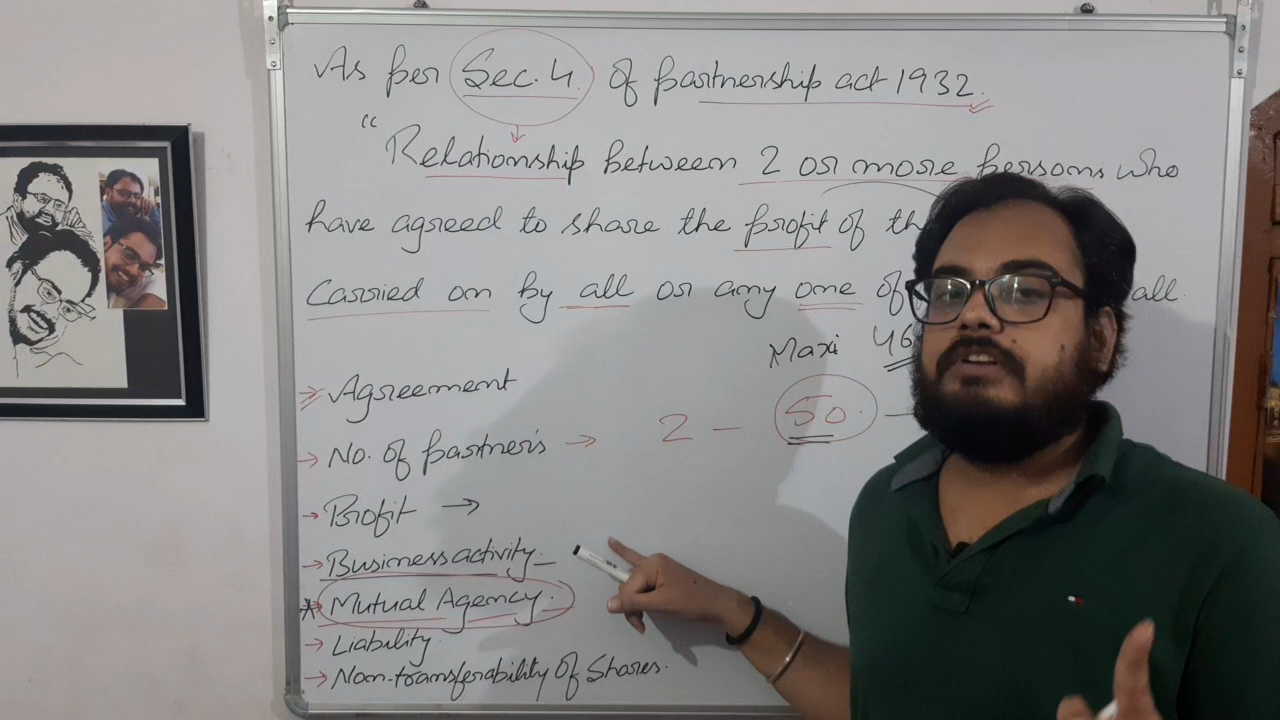 As per Sec. 4 of partnership act 1932.
"Relationship between 2 or more persons who
have agreed to share the profit of th
Carried on by all or any one of all.
Maxi 46
Agreement
No. of partner's → 2 - 50. -
Profit →
Business activity.
* Mutual Agency.
Liability.
Non-transferability of Shares.